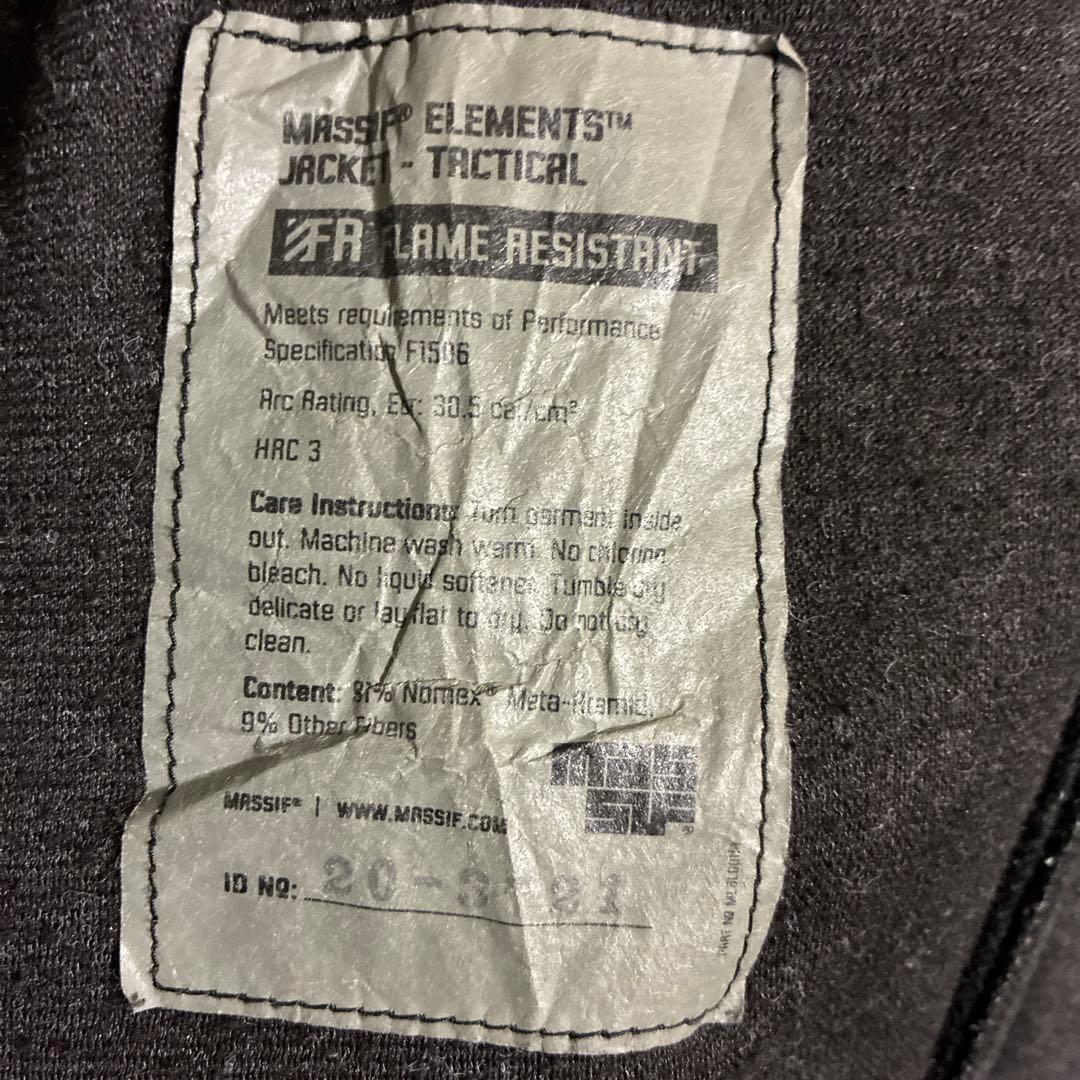 MASSIF® ELEMENTS™
JACKET - TACTICAL
FR FLAME RESISTANT
Meets requirements of Performance
Specification F1506
Arc Rating, Ebt: 30.5 cal/cm²
HRC 3
Care Instructions: Turn garment inside
out. Machine wash warm. No chlorine
bleach. No liquid softener. Tumble dry
delicate or lay flat to dry. Do not dry
clean.
Content: 91% Nomex® Meta-Aramid,
9% Other Fibers
MASSIF® | WWW.MASSIF.COM
ID NO:
PART NO